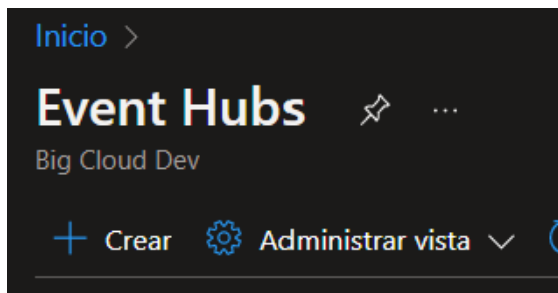 Inicio >
Event Hubs ...
Big Cloud Dev
+ Crear Administrar vista